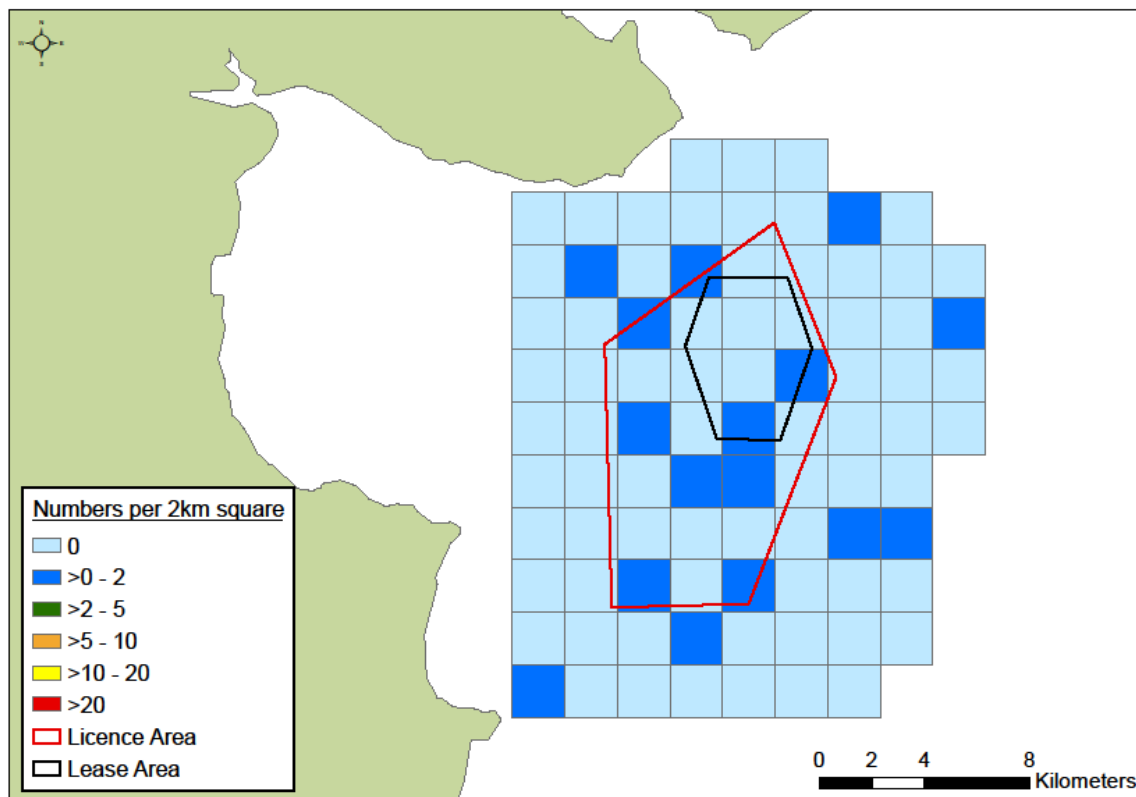 N
E
S
Numbers per 2km square
0
>0 - 2
>2 - 5
>5 - 10
>10 - 20
>20
Licence Area
Lease Area
0 2 4 8
Kilometers